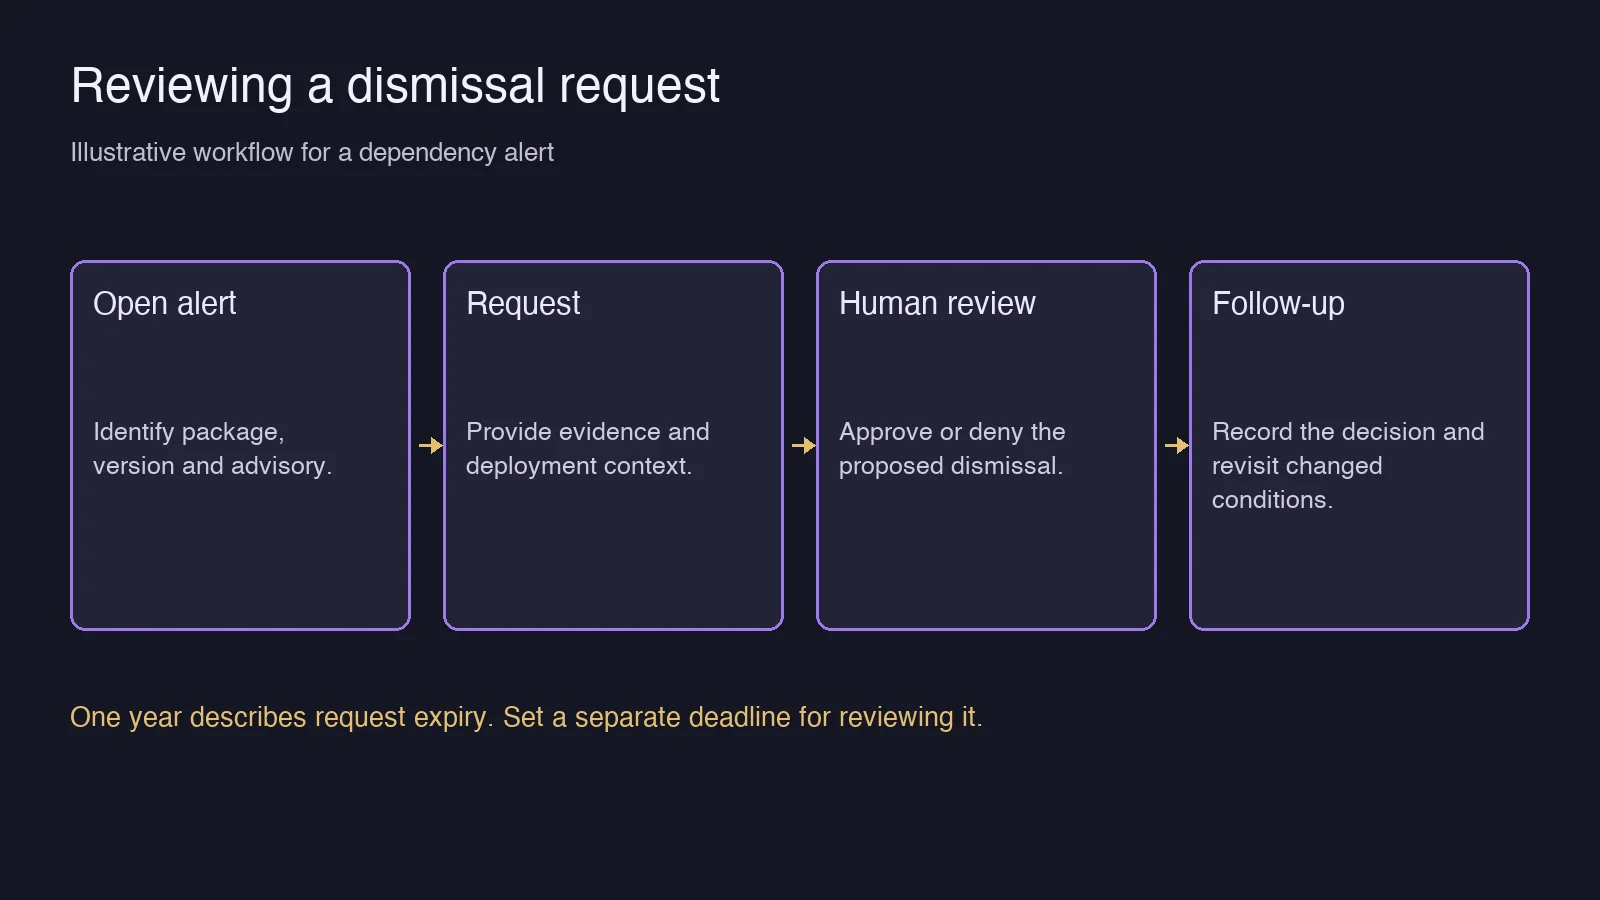 Reviewing a dismissal request
Illustrative workflow for a dependency alert
Open alert
Identify package,
version and advisory.
Request
Provide evidence and
deployment context.
Human review
Approve or deny the
proposed dismissal.
Follow-up
Record the decision and
revisit changed
conditions.
One year describes request expiry. Set a separate deadline for reviewing it.